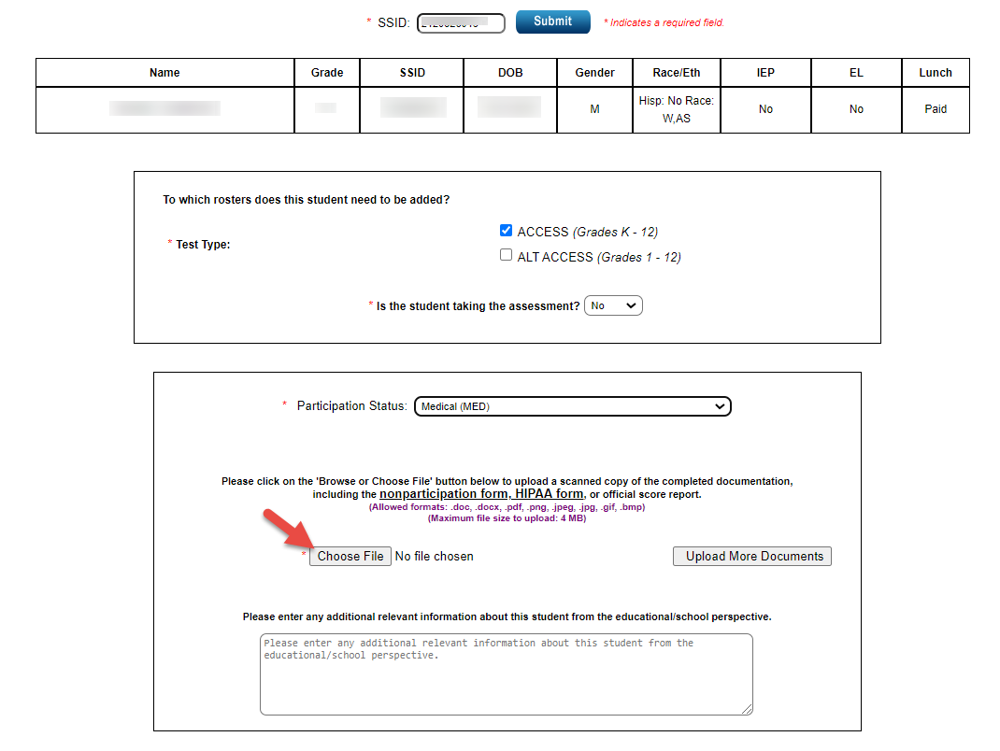 * SSID: Submit * Indicates a required field.
Name Grade SSID DOB Gender Race/Eth IEP EL Lunch
M Hisp: No Race: W,AS No No Paid
To which rosters does this student need to be added?
* Test Type:
ACCESS (Grades K - 12)
ALT ACCESS (Grades 1 - 12)
* Is the student taking the assessment? No
* Participation Status: Medical (MED)
Please click on the 'Browse or Choose File' button below to upload a scanned copy of the completed documentation,
including the nonparticipation form, HIPAA form, or official score report.
(Allowed formats: .doc, .docx, .pdf, .png, .jpeg, .jpg, .gif, .bmp)
(Maximum file size to upload: 4 MB)
* Choose File No file chosen Upload More Documents
Please enter any additional relevant information about this student from the educational/school perspective.
Please enter any additional relevant information about this student from the
educational/school perspective.